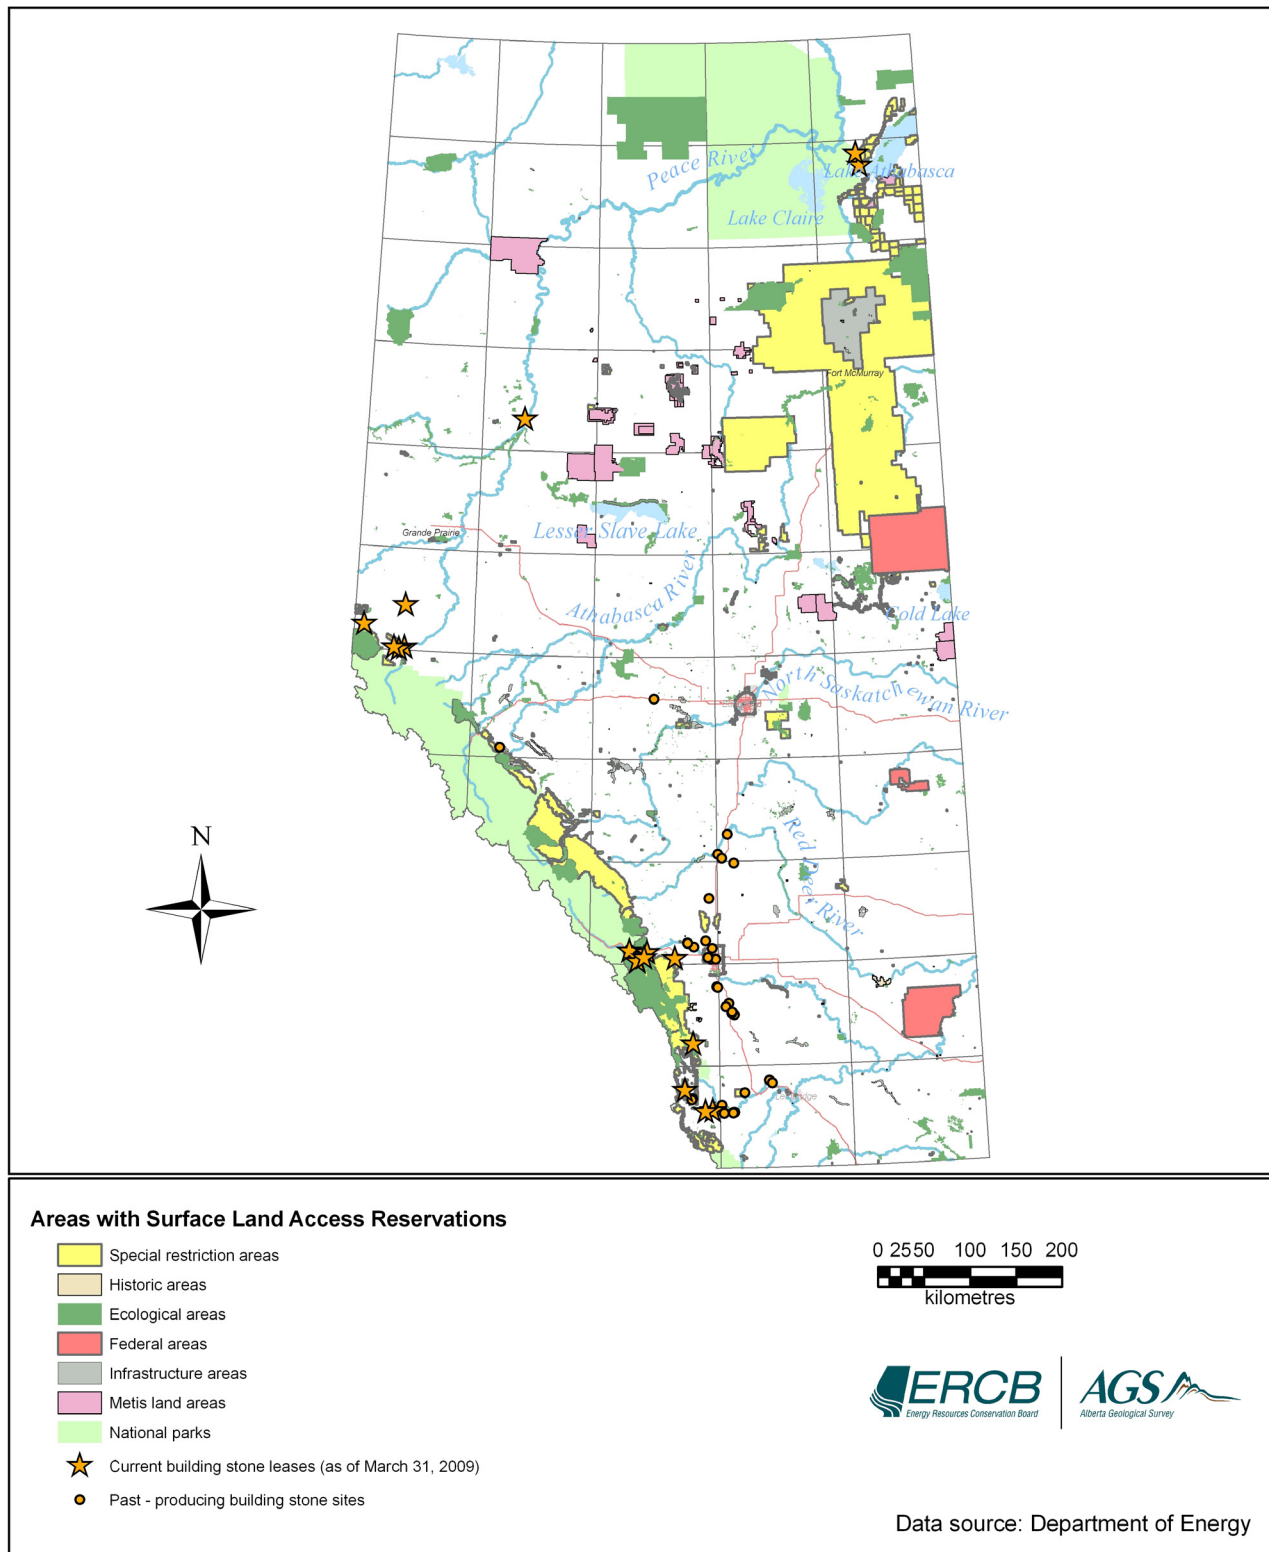 Peace River
Lake Athabasca
Lake Claire
Fort McMurray
Grande Prairie
Lesser Slave Lake
Athabasca River
Cold Lake
North Saskatchewan River
Red Deer River
N
Lethbridge
Areas with Surface Land Access Reservations
Special restriction areas
Historic areas
Ecological areas
Federal areas
Infrastructure areas
Metis land areas
National parks
Current building stone leases (as of March 31, 2009)
Past - producing building stone sites
0 25 50 100 150 200
kilometres
ERCB
Energy Resources Conservation Board
AGS
Alberta Geological Survey
Data source: Department of Energy